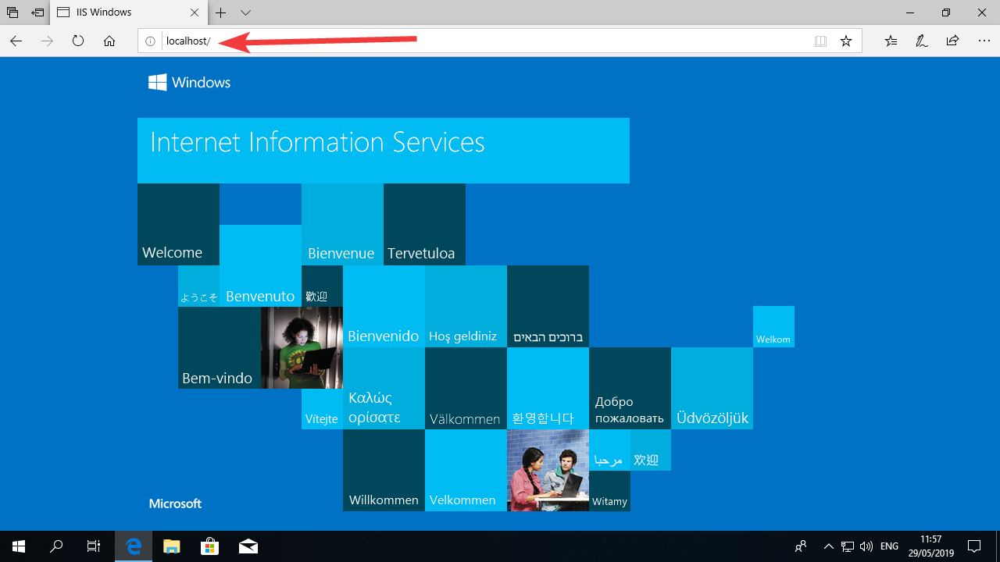 IIS Windows
localhost/
Windows
Internet Information Services
Welcome
Bienvenue
Tervetuloa
ようこそ
Benvenuto
歡迎
Bienvenido
Hoş geldiniz
ברוכים הבאים
Welkom
Bem-vindo
Vítejte
Καλώς
ορίσατε
Välkommen
환영합니다
Добро
пожаловать
Üdvözöljük
مرحبا
欢迎
Willkommen
Velkommen
Witamy
Microsoft
ENG
11:57
29/05/2019